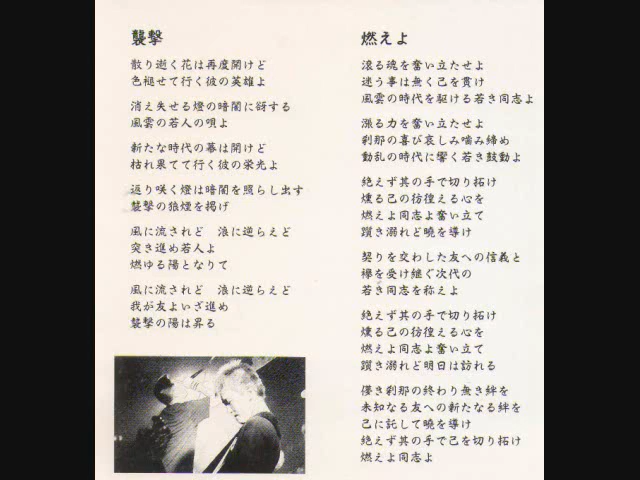 襲撃
散り逝く花は再度開けど
色褪せて行く彼の英雄よ
消え失せる燈の暗闇に谺する
風雲の若人の唄よ
新たな時代の幕は開けど
枯れ果てて行く彼の栄光よ
返り咲く燈は暗闇を照らし出す
襲撃の狼煙を掲げ
風に流されど　浪に逆らえど
突き進め若人よ
燃ゆる陽となりて
風に流されど　浪に逆らえど
我が友よいざ進め
襲撃の陽は昇る
燃えよ
滾る魂を奮い立たせよ
迷う事は無く己を貫け
風雲の時代を駆ける若き同志よ
漲る力を奮い立たせよ
刹那の喜び哀しみ噛み締め
動乱の時代に響く若き鼓動よ
絶えず其の手で切り拓け
燻る己の彷徨える心を
燃えよ同志よ奮い立て
躓き溺れど暁を導け
契りを交わした友への信義と
襷を受け継ぐ次代の
若き同志を称えよ
絶えず其の手で切り拓け
燻る己の彷徨える心を
燃えよ同志よ奮い立て
躓き溺れど明日は訪れる
儚き刹那の終わり無き絆を
未知なる友への新たなる絆を
己に託して暁を導け
絶えず其の手で己を切り拓け
燃えよ同志よ